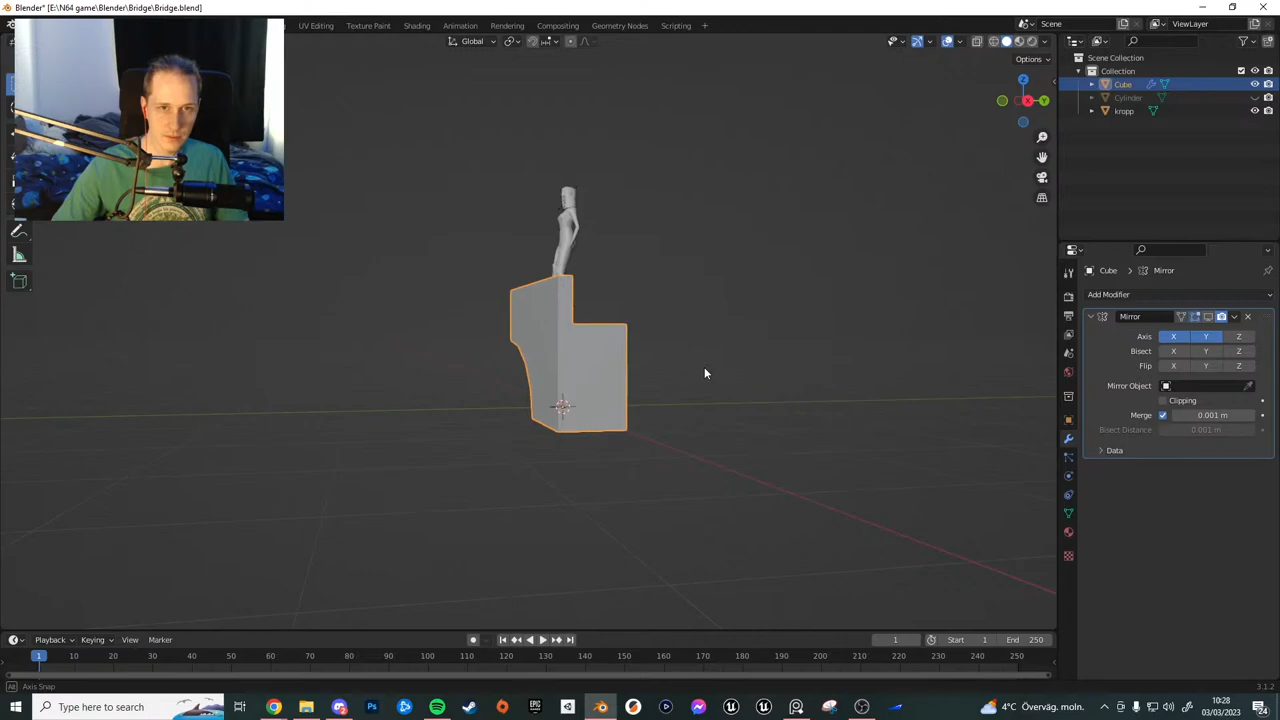 Blender* [E:\N64 game\Blender\Bridge\Bridge.blend]
UV Editing
Texture Paint
Shading
Animation
Rendering
Compositing
Geometry Nodes
Scripting
+
Scene
ViewLayer
Global
Options
Z
X
Y
Scene Collection
Collection
Cube
Cylinder
kropp
Cube
Mirror
Add Modifier
Mirror
Axis X Y Z
Bisect X Y Z
Flip X Y Z
Mirror Object
Clipping
Merge 0.001 m
Bisect Distance 0.001 m
Data
Playback
Keying
View
Marker
1
Start 1
End 250
1 10 20 30 40 50 60 70 80 90 100 110 120 130 140 150 160 170 180 190 200 210 220 230 240 250
Axis Snap
3.1.2
Type here to search
4°C Överväg. moln.
10:28
03/03/2023